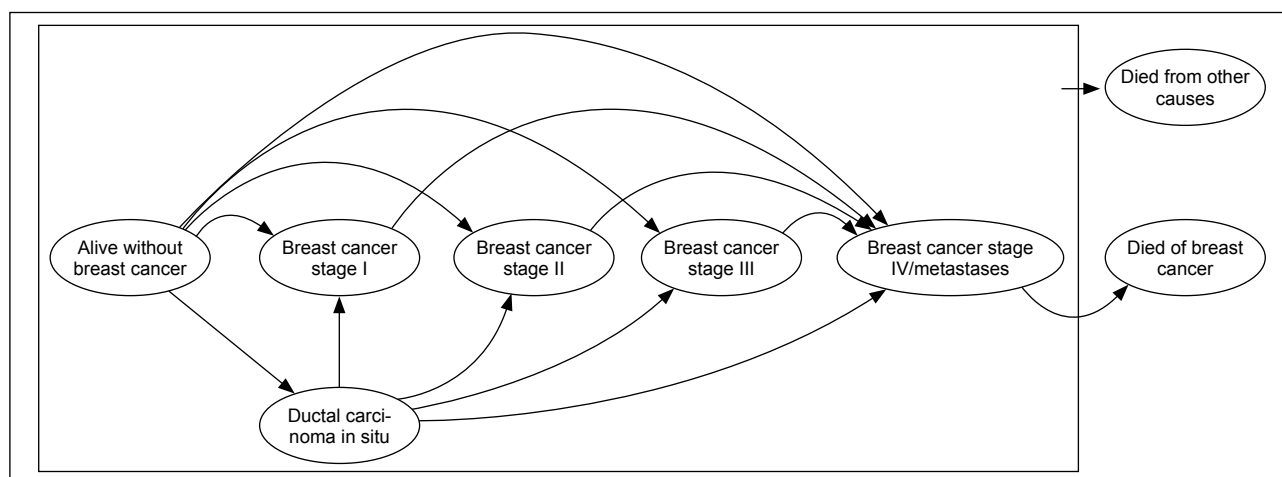 Died from other
causes
Alive without
breast cancer
Breast cancer
stage I
Breast cancer
stage II
Breast cancer
stage III
Breast cancer stage
IV/metastases
Died of breast
cancer
Ductal carci-
noma in situ